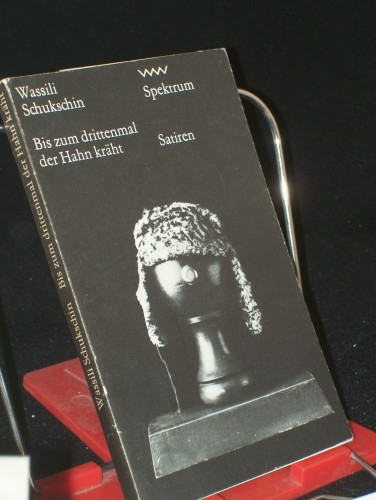 Wassili
Schukschin
Spektrum
Bis zum drittenmal
der Hahn kräht
Satiren
Wassili Schukschin Bis zum drittenmal der Hahn kräht